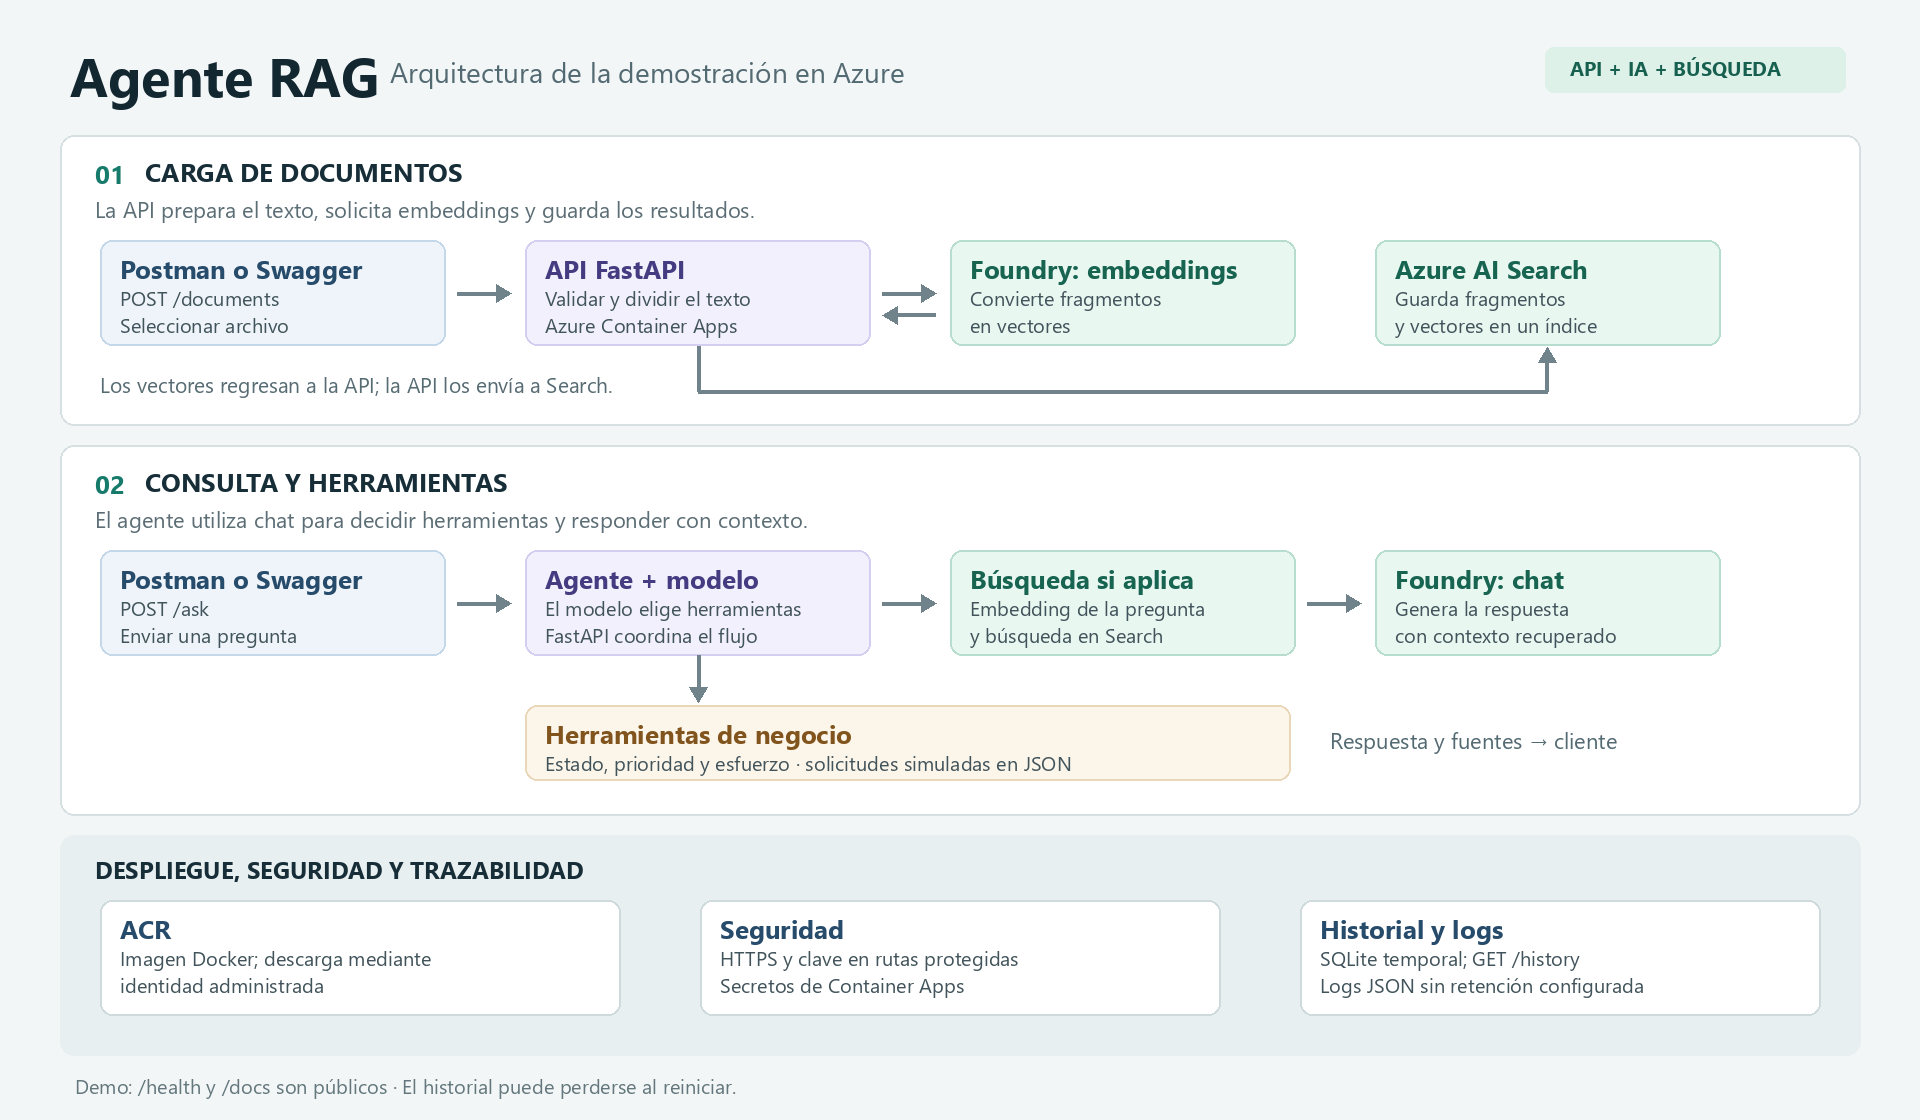 Agente RAG Arquitectura de la demostración en Azure
API + IA + BÚSQUEDA
01 CARGA DE DOCUMENTOS
La API prepara el texto, solicita embeddings y guarda los resultados.
Postman o Swagger
POST /documents
Seleccionar archivo
API FastAPI
Validar y dividir el texto
Azure Container Apps
Foundry: embeddings
Convierte fragmentos
en vectores
Azure AI Search
Guarda fragmentos
y vectores en un índice
Los vectores regresan a la API; la API los envía a Search.
02 CONSULTA Y HERRAMIENTAS
El agente utiliza chat para decidir herramientas y responder con contexto.
Postman o Swagger
POST /ask
Enviar una pregunta
Agente + modelo
El modelo elige herramientas
FastAPI coordina el flujo
Búsqueda si aplica
Embedding de la pregunta
y búsqueda en Search
Foundry: chat
Genera la respuesta
con contexto recuperado
Herramientas de negocio
Estado, prioridad y esfuerzo · solicitudes simuladas en JSON
Respuesta y fuentes → cliente
DESPLIEGUE, SEGURIDAD Y TRAZABILIDAD
ACR
Imagen Docker; descarga mediante
identidad administrada
Seguridad
HTTPS y clave en rutas protegidas
Secretos de Container Apps
Historial y logs
SQLite temporal; GET /history
Logs JSON sin retención configurada
Demo: /health y /docs son públicos · El historial puede perderse al reiniciar.